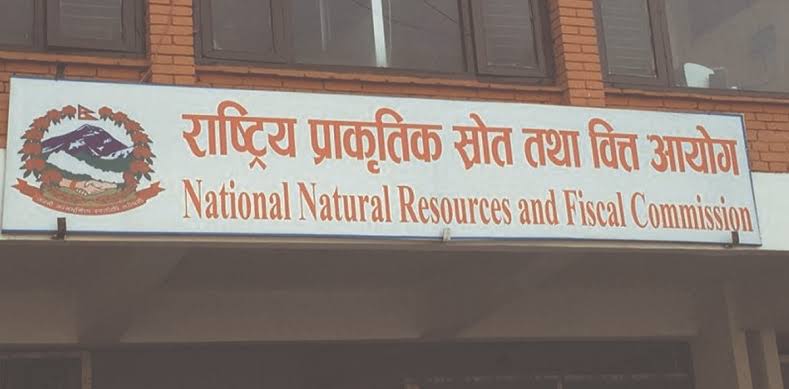 राष्ट्रिय प्राकृतिक स्रोत तथा वित्त आयोग
National Natural Resources and Fiscal Commission